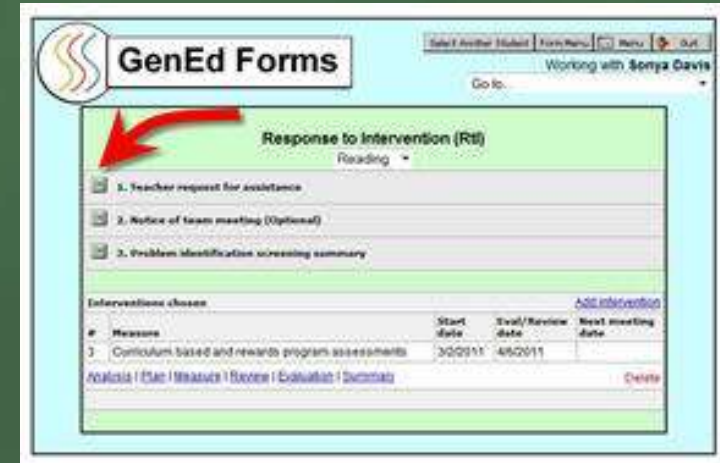 GenEd Forms
Select Another Student Form Menu Menu Out
Working with Sonya Davis
Go to...
Response to Intervention (RtI)
Reading
1. Teacher request for assistance
2. Notice of team meeting (Optional)
3. Problem identification screening summary
Interventions chosen Add Intervention
# Measure Start date Eval/Review date Next meeting date
3 Curriculum based and rewards program assessments 3/2/2011 4/6/2011
Analysis | Plan | Measure | Review | Evaluation | Summary Delete